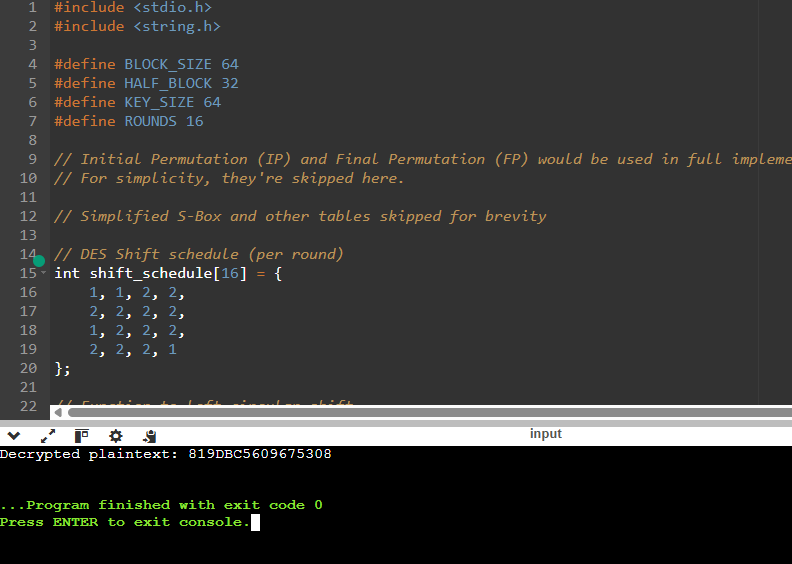 1 #include <stdio.h>
2 #include <string.h>
3
4 #define BLOCK_SIZE 64
5 #define HALF_BLOCK 32
6 #define KEY_SIZE 64
7 #define ROUNDS 16
8
9 // Initial Permutation (IP) and Final Permutation (FP) would be used in full impleme
10 // For simplicity, they're skipped here.
11
12 // Simplified S-Box and other tables skipped for brevity
13
14 // DES Shift schedule (per round)
15 int shift_schedule[16] = {
16 1, 1, 2, 2,
17 2, 2, 2, 2,
18 1, 2, 2, 2,
19 2, 2, 2, 1
20 };
21
22 // Function to left circular shift
input
Decrypted plaintext: 819DBC5609675308
...Program finished with exit code 0
Press ENTER to exit console.